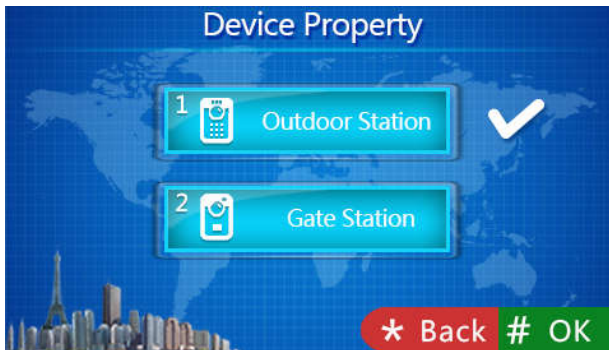 Device Property
1 Outdoor Station
2 Gate Station
* Back # OK